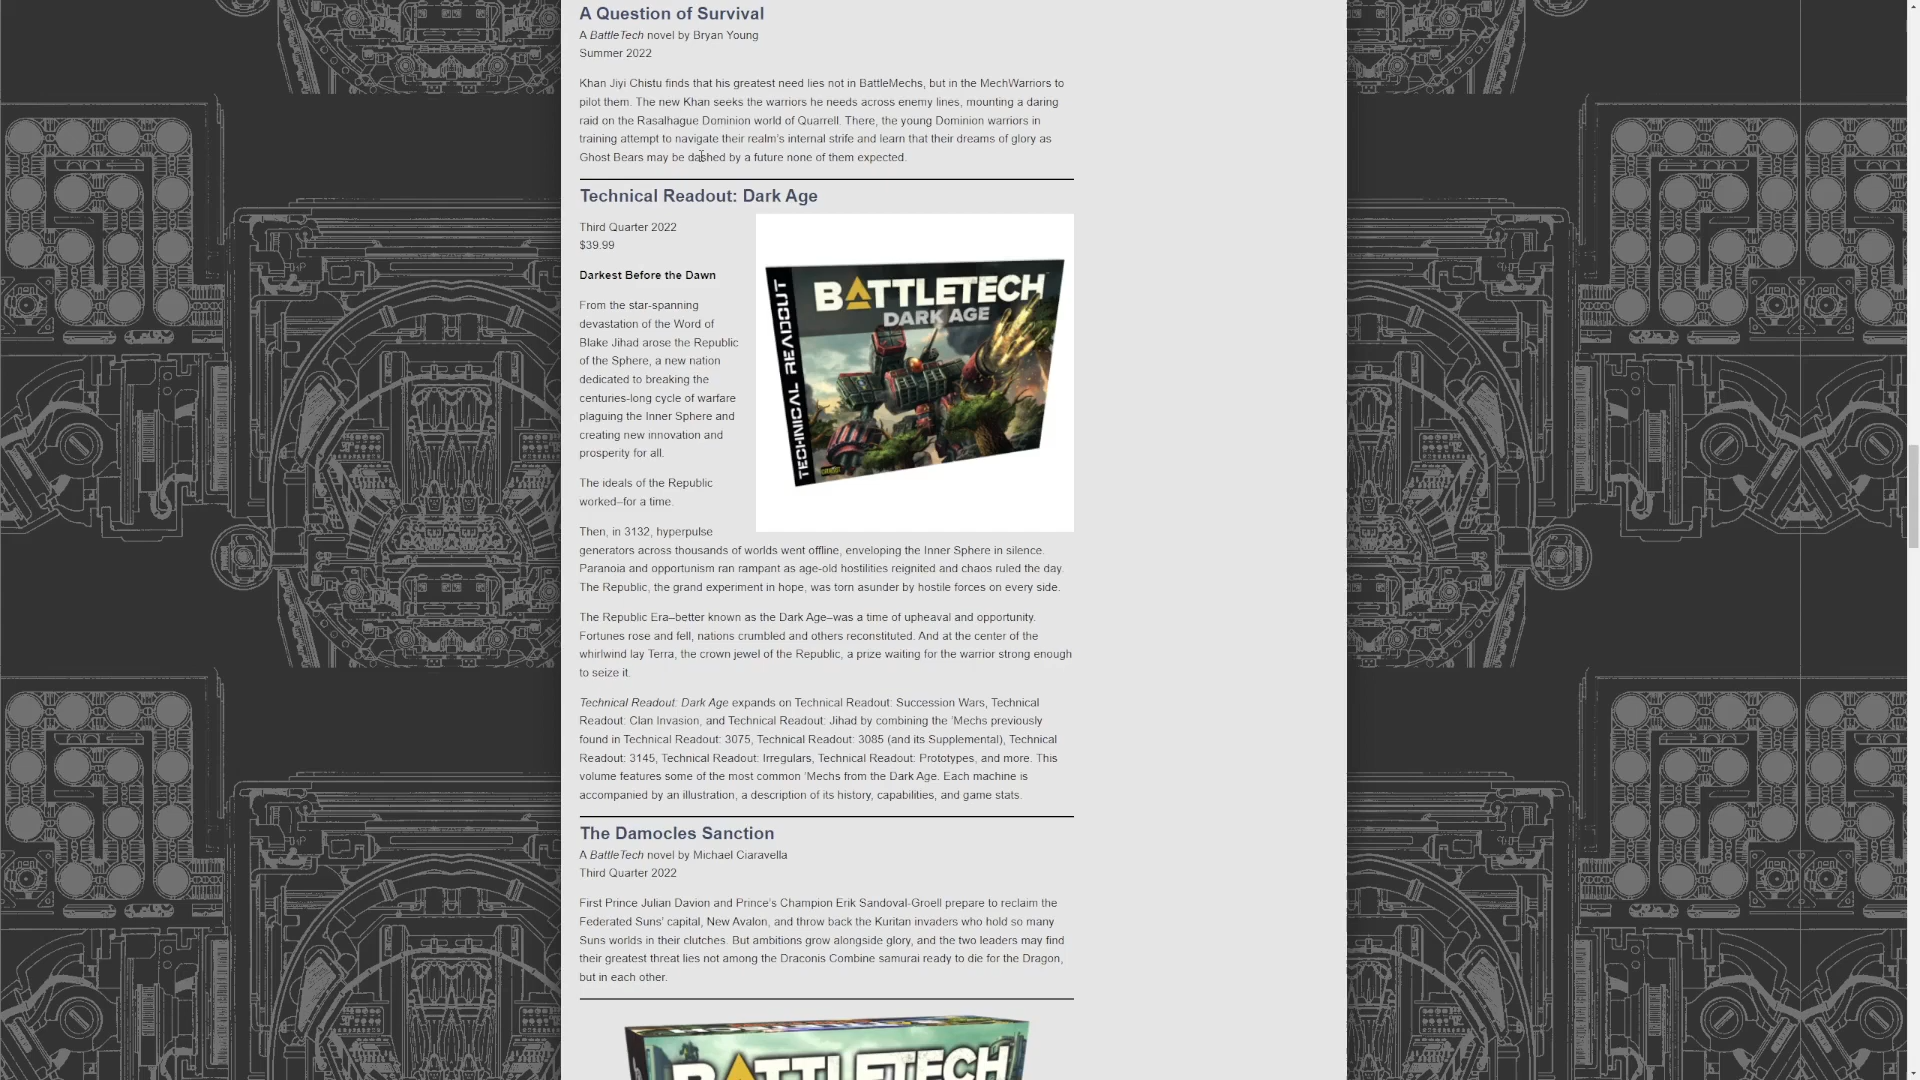 A Question of Survival
A BattleTech novel by Bryan Young
Summer 2022
Khan Jiyi Chistu finds that his greatest need lies not in BattleMechs, but in the MechWarriors to
pilot them. The new Khan seeks the warriors he needs across enemy lines, mounting a daring
raid on the Rasalhague Dominion world of Quarrell. There, the young Dominion warriors in
training attempt to navigate their realm's internal strife and learn that their dreams of glory as
Ghost Bears may be dashed by a future none of them expected.
Technical Readout: Dark Age
Third Quarter 2022
$39.99
Darkest Before the Dawn
From the star-spanning
devastation of the Word of
Blake Jihad arose the Republic
of the Sphere, a new nation
dedicated to breaking the
centuries-long cycle of warfare
plaguing the Inner Sphere and
creating new innovation and
prosperity for all.
The ideals of the Republic
worked–for a time.
TECHNICAL READOUT
BATTLETECH
DARK AGE
Then, in 3132, hyperpulse
generators across thousands of worlds went offline, enveloping the Inner Sphere in silence.
Paranoia and opportunism ran rampant as age-old hostilities reignited and chaos ruled the day.
The Republic, the grand experiment in hope, was torn asunder by hostile forces on every side.
The Republic Era–better known as the Dark Age–was a time of upheaval and opportunity.
Fortunes rose and fell, nations crumbled and others reconstituted. And at the center of the
whirlwind lay Terra, the crown jewel of the Republic, a prize waiting for the warrior strong enough
to seize it.
Technical Readout: Dark Age expands on Technical Readout: Succession Wars, Technical
Readout: Clan Invasion, and Technical Readout: Jihad by combining the 'Mechs previously
found in Technical Readout: 3075, Technical Readout: 3085 (and its Supplemental), Technical
Readout: 3145, Technical Readout: Irregulars, Technical Readout: Prototypes, and more. This
volume features some of the most common 'Mechs from the Dark Age. Each machine is
accompanied by an illustration, a description of its history, capabilities, and game stats.
The Damocles Sanction
A BattleTech novel by Michael Ciaravella
Third Quarter 2022
First Prince Julian Davion and Prince's Champion Erik Sandoval-Groell prepare to reclaim the
Federated Suns' capital, New Avalon, and throw back the Kuritan invaders who hold so many
Suns worlds in their clutches. But ambitions grow alongside glory, and the two leaders may find
their greatest threat lies not among the Draconis Combine samurai ready to die for the Dragon,
but in each other.
BATTLETECH